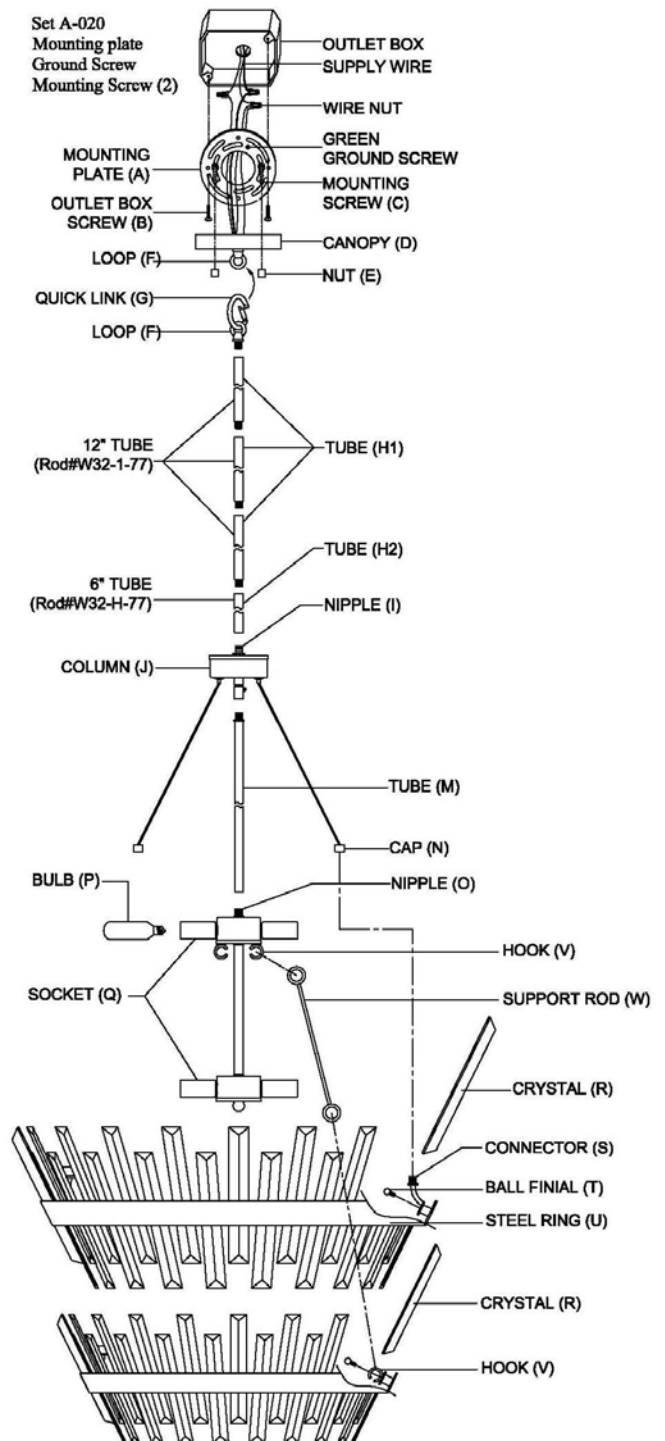 Set A-020
Mounting plate
Ground Screw
Mounting Screw (2)
OUTLET BOX
SUPPLY WIRE
WIRE NUT
GREEN
GROUND SCREW
MOUNTING
PLATE (A)
MOUNTING
SCREW (C)
OUTLET BOX
SCREW (B)
CANOPY (D)
LOOP (F)
NUT (E)
QUICK LINK (G)
LOOP (F)
12" TUBE
(Rod#W32-1-77)
TUBE (H1)
TUBE (H2)
6" TUBE
(Rod#W32-H-77)
NIPPLE (I)
COLUMN (J)
TUBE (M)
CAP (N)
BULB (P)
NIPPLE (O)
HOOK (V)
SOCKET (Q)
SUPPORT ROD (W)
CRYSTAL (R)
CONNECTOR (S)
BALL FINIAL (T)
STEEL RING (U)
CRYSTAL (R)
HOOK (V)